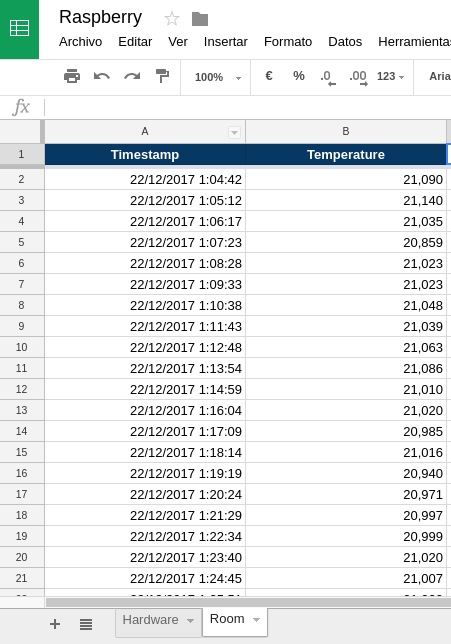 Raspberry
Archivo Editar Ver Insertar Formato Datos Herramientas
100% € % .0 .00 123 Aria
fx
A B
1 Timestamp Temperature
2 22/12/2017 1:04:42 21,090
3 22/12/2017 1:05:12 21,140
4 22/12/2017 1:06:17 21,035
5 22/12/2017 1:07:23 20,859
6 22/12/2017 1:08:28 21,023
7 22/12/2017 1:09:33 21,023
8 22/12/2017 1:10:38 21,048
9 22/12/2017 1:11:43 21,039
10 22/12/2017 1:12:48 21,063
11 22/12/2017 1:13:54 21,086
12 22/12/2017 1:14:59 21,010
13 22/12/2017 1:16:04 21,020
14 22/12/2017 1:17:09 20,985
15 22/12/2017 1:18:14 21,016
16 22/12/2017 1:19:19 20,940
17 22/12/2017 1:20:24 20,971
18 22/12/2017 1:21:29 20,997
19 22/12/2017 1:22:34 20,999
20 22/12/2017 1:23:40 21,020
21 22/12/2017 1:24:45 21,007
+ Hardware Room